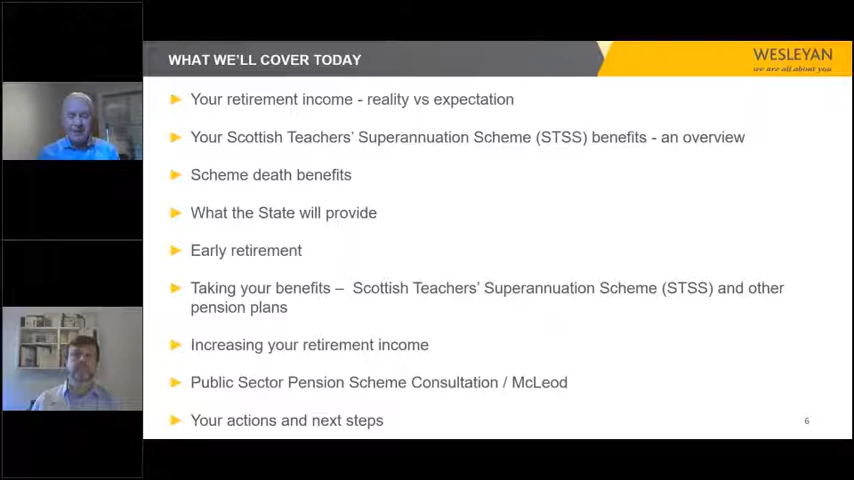 WHAT WE'LL COVER TODAY
WESLEYAN
we are all about you
Your retirement income - reality vs expectation
Your Scottish Teachers' Superannuation Scheme (STSS) benefits - an overview
Scheme death benefits
What the State will provide
Early retirement
Taking your benefits – Scottish Teachers' Superannuation Scheme (STSS) and other
pension plans
Increasing your retirement income
Public Sector Pension Scheme Consultation / McLeod
Your actions and next steps
6